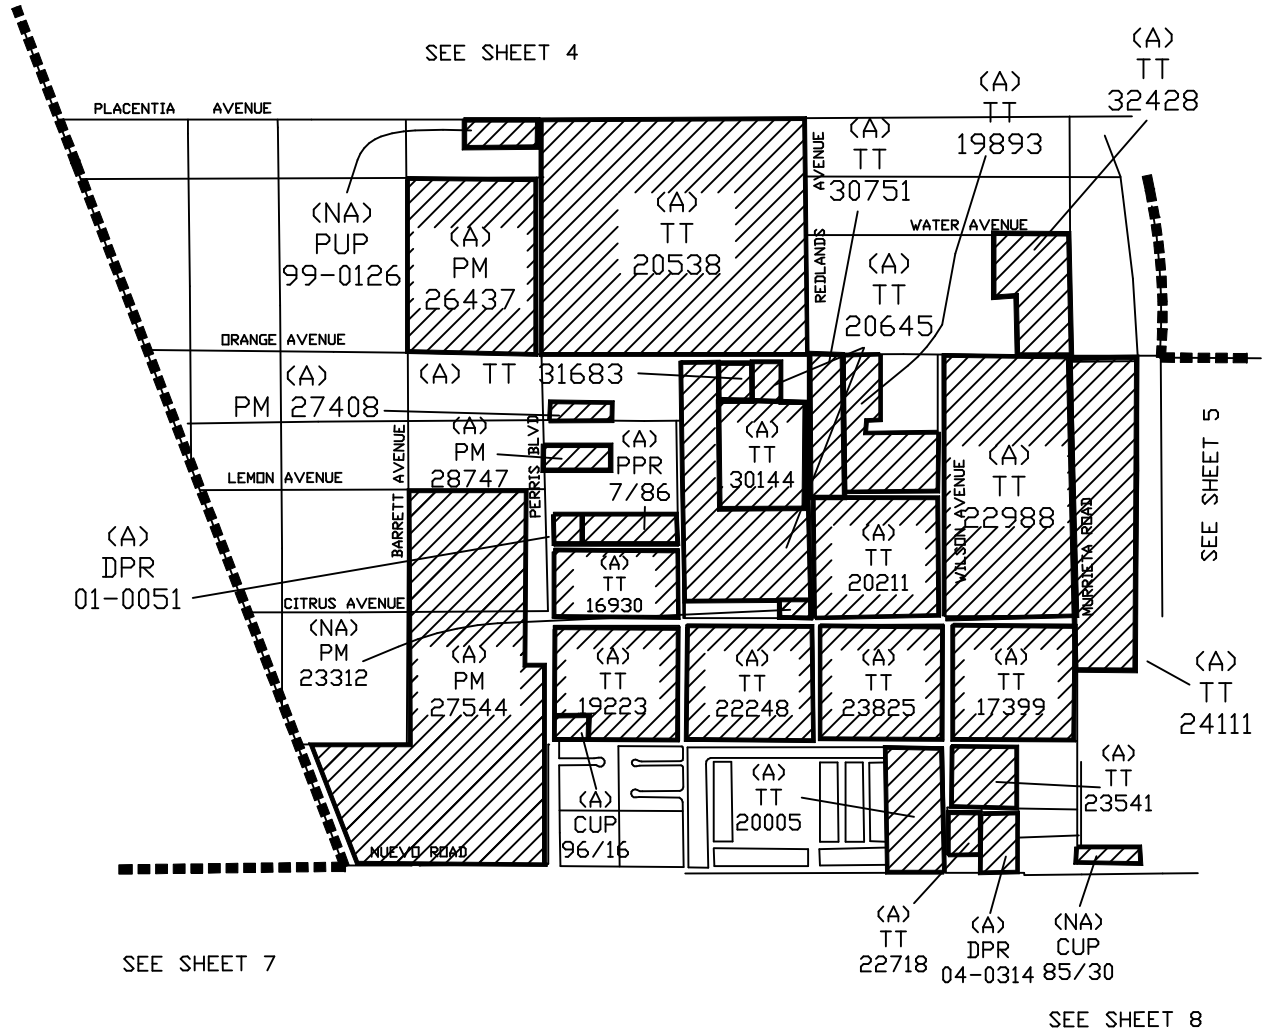 SEE SHEET 4
(A)
TT
32428
(A)
TT
19893
PLACENTIA AVENUE
(A)
TT
30751
REDLANDS AVENUE
(NA)
PUP
99-0126
(A)
PM
26437
(A)
TT
20538
WATER AVENUE
(A)
TT
20645
ORANGE AVENUE
(A)
PM 27408
(A) TT 31683
(A)
PM
28747
PERRIS BLVD
(A)
PPR
7/86
(A)
TT
30144
BARRETT AVENUE
LEMON AVENUE
(A)
TT
22988
WILSON AVENUE
MURRIETA ROAD
SEE SHEET 5
(A)
DPR
01-0051
(A)
TT
16930
(A)
TT
20211
CITRUS AVENUE
(NA)
PM
23312
(A)
PM
27544
(A)
TT
19223
(A)
TT
22248
(A)
TT
23825
(A)
TT
17399
(A)
TT
24111
(A)
CUP
96/16
(A)
TT
20005
(A)
TT
23541
NUEVO ROAD
(A)
TT
22718
(A)
DPR
04-0314
(NA)
CUP
85/30
SEE SHEET 7
SEE SHEET 8